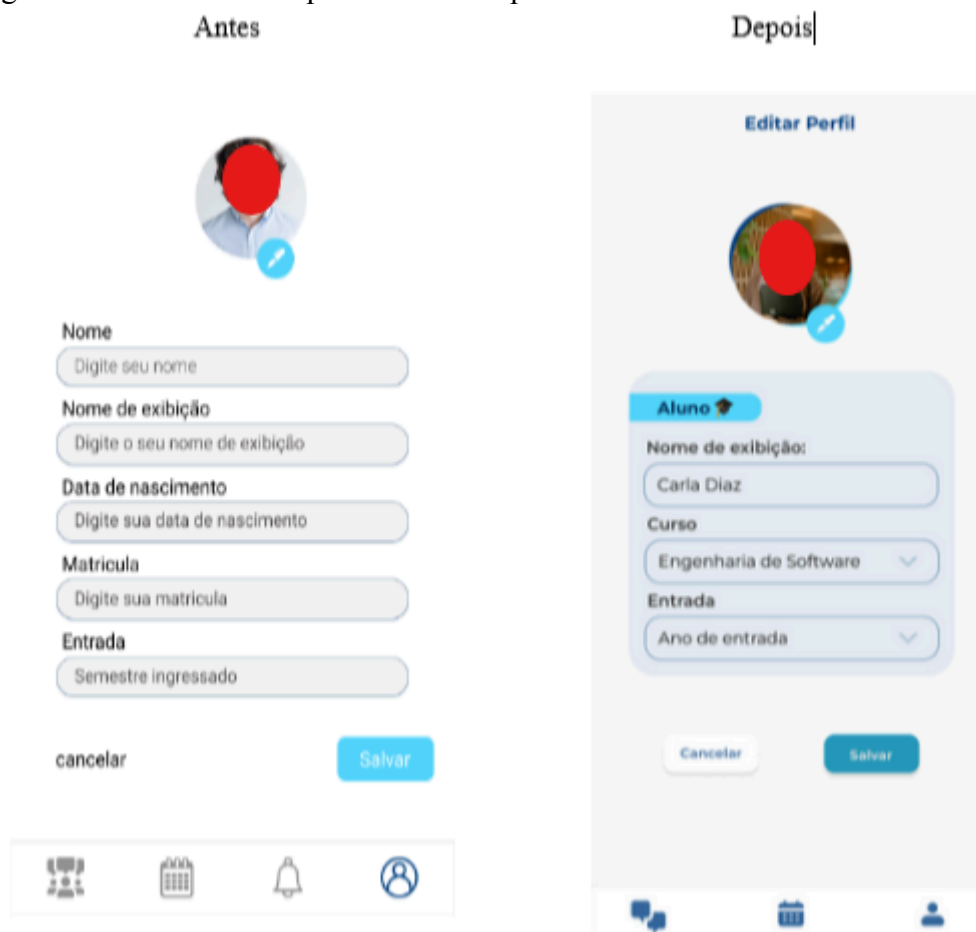 Antes
Depois
Nome
Digite seu nome
Nome de exibição
Digite o seu nome de exibição
Data de nascimento
Digite sua data de nascimento
Matricula
Digite sua matricula
Entrada
Semestre ingressado
cancelar
Salvar
Editar Perfil
Aluno
Nome de exibição:
Carla Diaz
Curso
Engenharia de Software
Entrada
Ano de entrada
Cancelar
Salvar